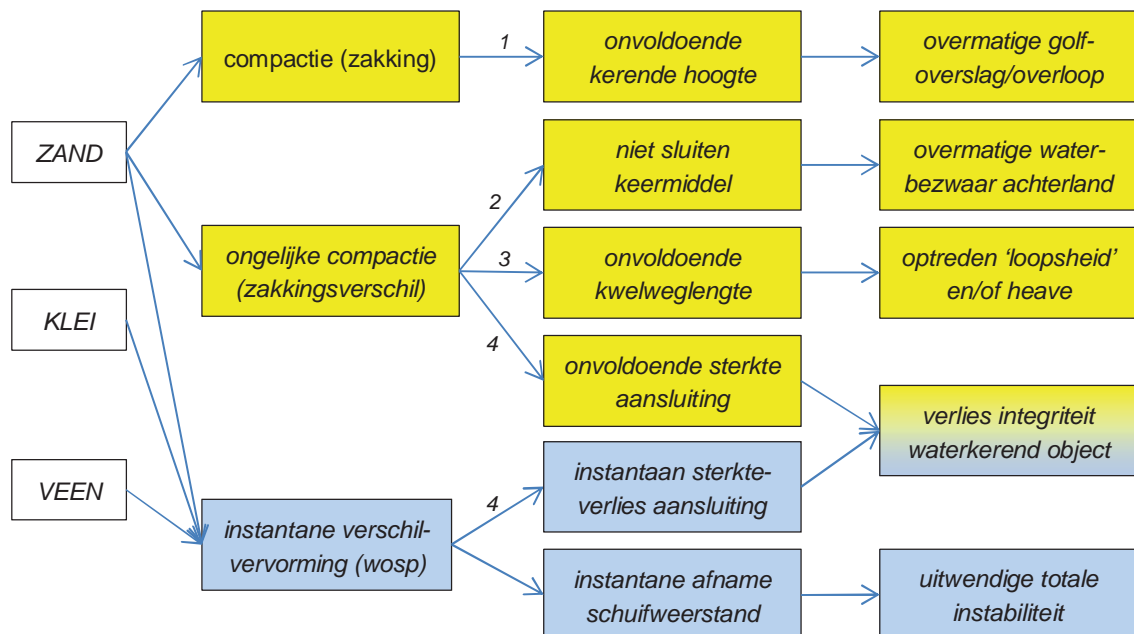 ZAND
KLEI
VEEN
compactie (zakking)
ongelijke compactie
(zakkingsverschil)
instantane verschil-
vervorming (wosp)
1
2
3
4
4
onvoldoende
kerende hoogte
niet sluiten
keermiddel
onvoldoende
kwelweglengte
onvoldoende sterkte
aansluiting
instantaan sterkte-
verlies aansluiting
instantane afname
schuifweerstand
overmatige golf-
overslag/overloop
overmatige water-
bezwaar achterland
optreden ‘loopsheid’
en/of heave
verlies integriteit
waterkerend object
uitwendige totale
instabiliteit